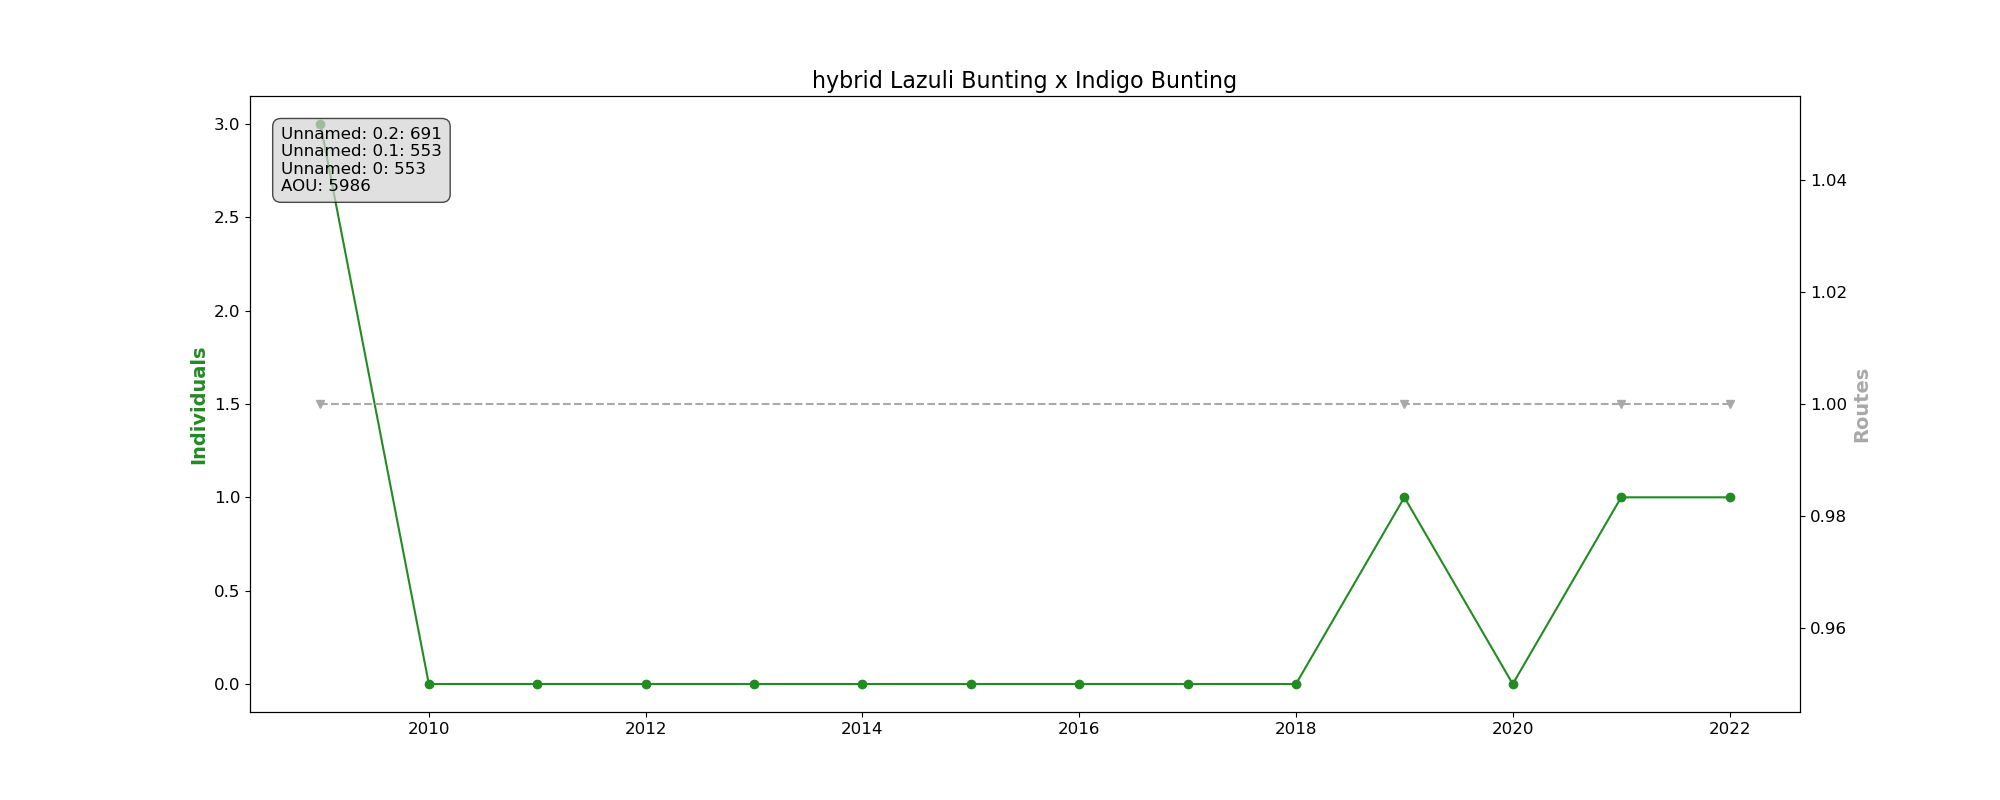 hybrid Lazuli Bunting x Indigo Bunting
Unnamed: 0.2: 691
Unnamed: 0.1: 553
Unnamed: 0: 553
AOU: 5986
Individuals
3.0
2.5
2.0
1.5
1.0
0.5
0.0
1.04
1.02
1.00
0.98
0.96
Routes
2010
2012
2014
2016
2018
2020
2022